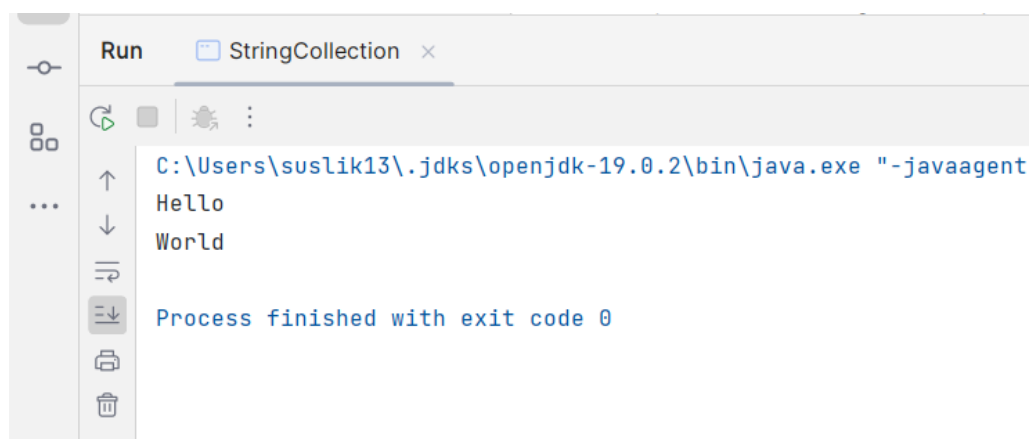 Run StringCollection
C:\Users\suslik13\.jdks\openjdk-19.0.2\bin\java.exe "-javaagent
Hello
World
Process finished with exit code 0